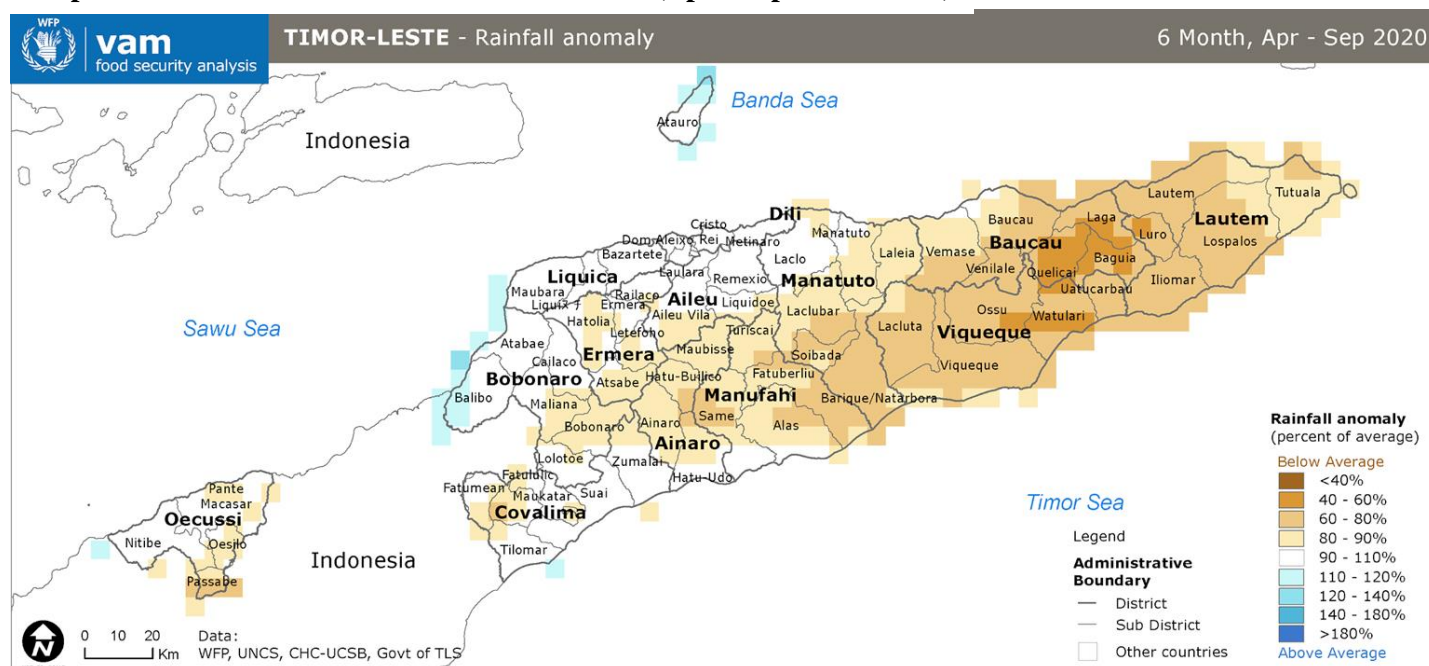 WFP
vam
food security analysis
TIMOR-LESTE - Rainfall anomaly
6 Month, Apr - Sep 2020
Banda Sea
Indonesia
Atauro
Sawu Sea
Timor Sea
Indonesia
Dili
Cristo
Dom Aleixo Rei Metinaro
Bazartete
Manatuto
Laclo
Laulara
Remexio
Liquica
Maubara
Railaco
Ermera
Aileu
Liquidoe
Aileu Vila
Hatolia
Letefono
Manatuto
Laleia
Vemase
Laclubar
Turiscai
Soibada
Baucau
Baucau
Laga
Venilale
Quelicai
Baguia
Lautem
Tutuala
Lautem
Luro
Lospalos
Iliomar
Uatucarbau
Ossu
Watulari
Lacluta
Viqueque
Viqueque
Atabae
Cailaco
Ermera
Bobonaro
Balibo
Maubisse
Hatu-Builico
Atsabe
Maliana
Bobonaro
Fatuberliu
Manufahi
Same
Alas
Barique/Natarbora
Ainaro
Ainaro
Lolotoe
Zumalai
Hatu-Udo
Fatululic
Fatumean
Maukatar
Suai
Covalima
Tilomar
Pante
Macasar
Oecussi
Nitibe
Oesilo
Passabe
N
0 10 20
Km
Data:
WFP, UNCS, CHC-UCSB, Govt of TLS
Legend
Administrative
Boundary
District
Sub District
Other countries
Rainfall anomaly
(percent of average)
Below Average
<40%
40 - 60%
60 - 80%
80 - 90%
90 - 110%
110 - 120%
120 - 140%
140 - 180%
>180%
Above Average